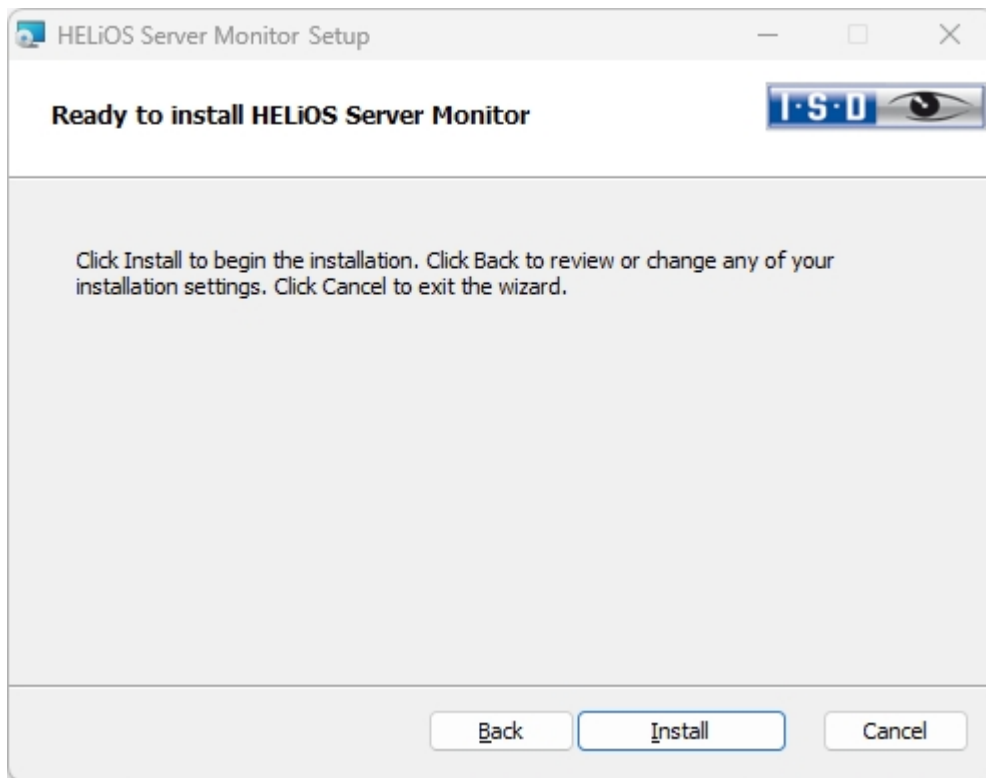 HELiOS Server Monitor Setup
Ready to install HELiOS Server Monitor
I·S·D
Click Install to begin the installation. Click Back to review or change any of your
installation settings. Click Cancel to exit the wizard.
Back
Install
Cancel